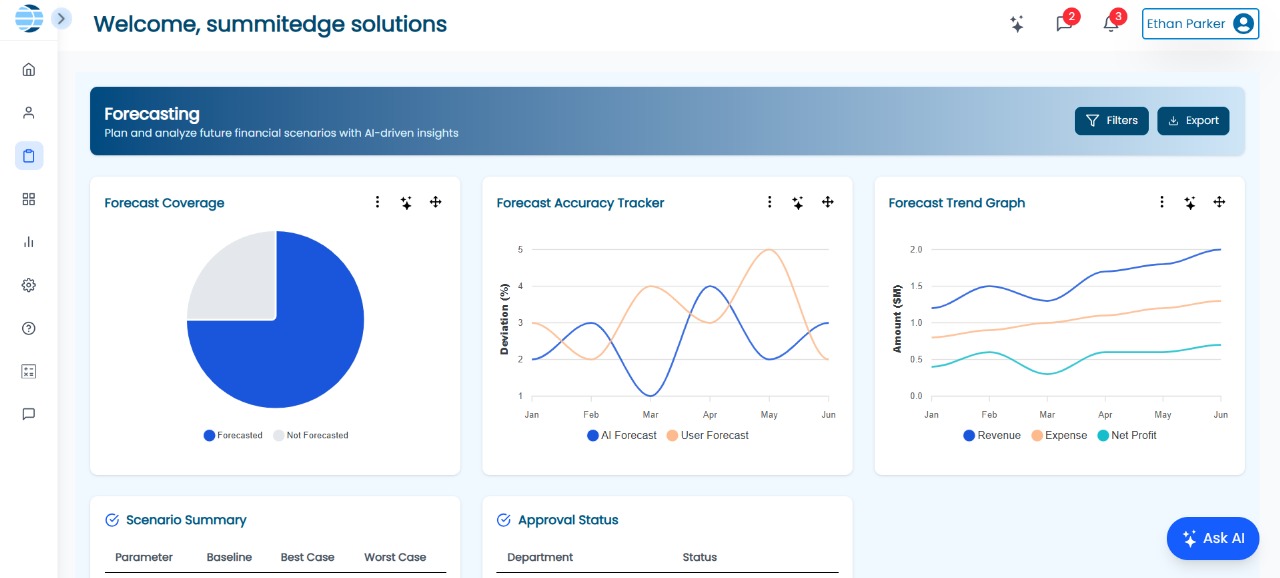 Welcome, summitedge solutions
2
3
Ethan Parker
Forecasting
Plan and analyze future financial scenarios with AI-driven insights
Filters
Export
Forecast Coverage
Forecasted
Not Forecasted
Forecast Accuracy Tracker
Deviation (%)
5
4
3
2
1
Jan Feb Mar Apr May Jun
AI Forecast
User Forecast
Forecast Trend Graph
Amount ($M)
2.0
1.5
1.0
0.5
0.0
Jan Feb Mar Apr May Jun
Revenue
Expense
Net Profit
Scenario Summary
Parameter Baseline Best Case Worst Case
Approval Status
Department Status
Ask AI